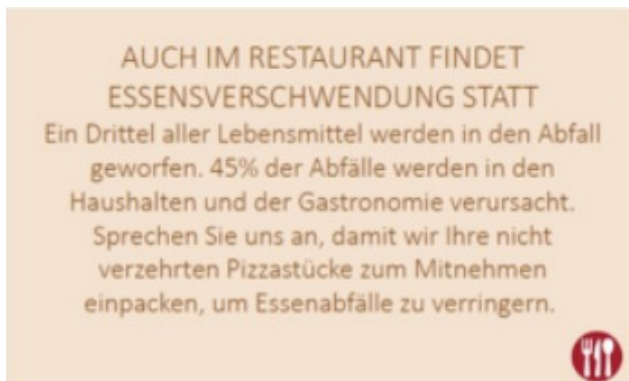 AUCH IM RESTAURANT FINDET
ESSENSVERSCHWENDUNG STATT
Ein Drittel aller Lebensmittel werden in den Abfall
geworfen. 45% der Abfälle werden in den
Haushalten und der Gastronomie verursacht.
Sprechen Sie uns an, damit wir Ihre nicht
verzehrten Pizzastücke zum Mitnehmen
einpacken, um Essenabfälle zu verringern.